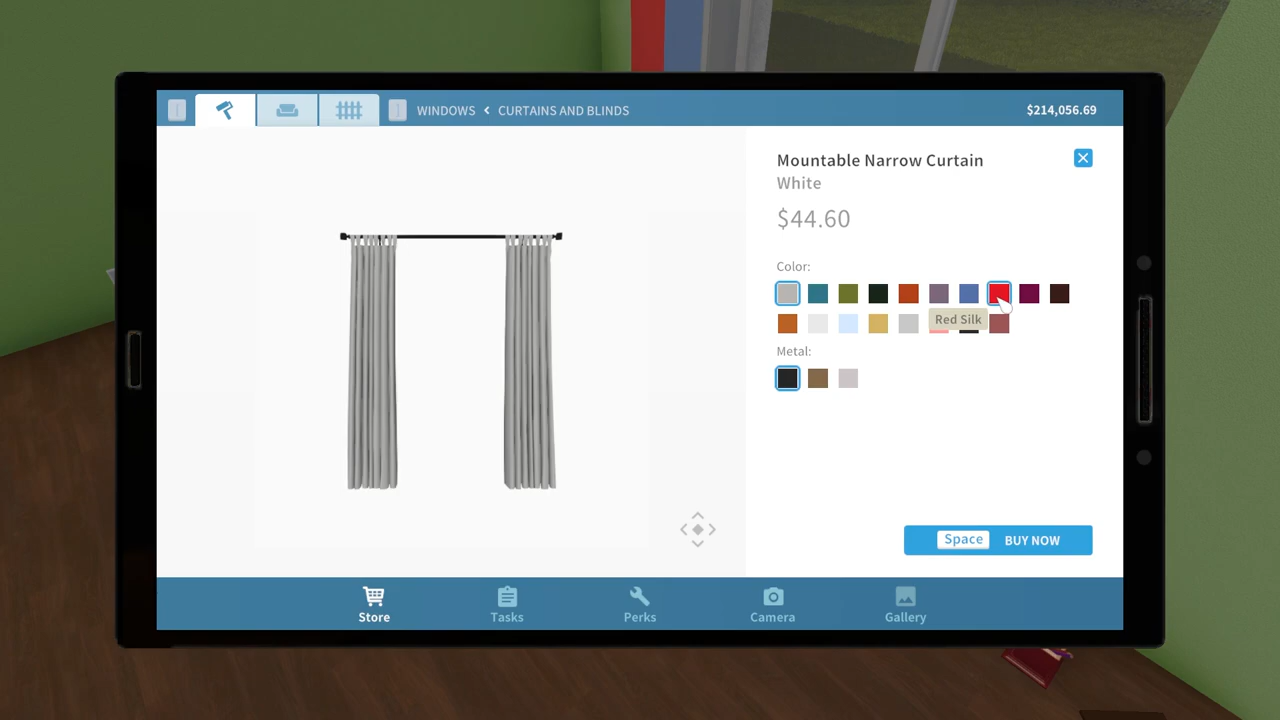 WINDOWS < CURTAINS AND BLINDS
$214,056.69
Mountable Narrow Curtain
White
$44.60
Color:
Red Silk
Metal:
Space BUY NOW
Store
Tasks
Perks
Camera
Gallery